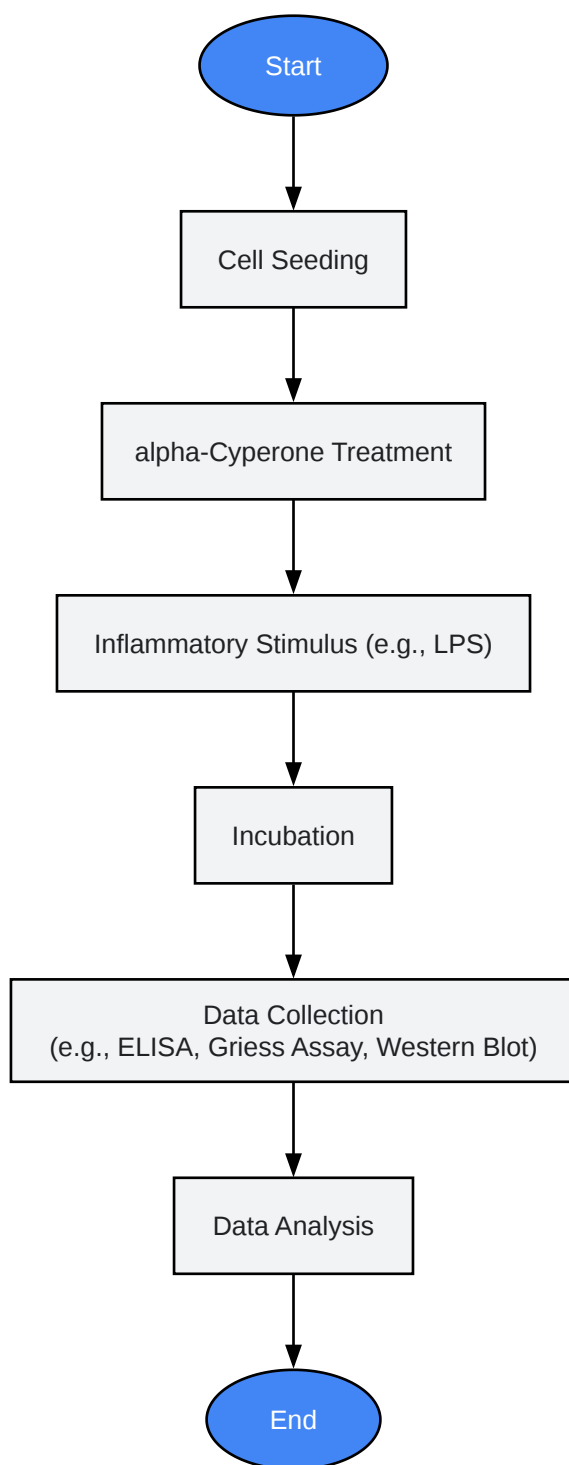 Start
Cell Seeding
alpha-Cyperone Treatment
Inflammatory Stimulus (e.g., LPS)
Incubation
Data Collection
(e.g., ELISA, Griess Assay, Western Blot)
Data Analysis
End